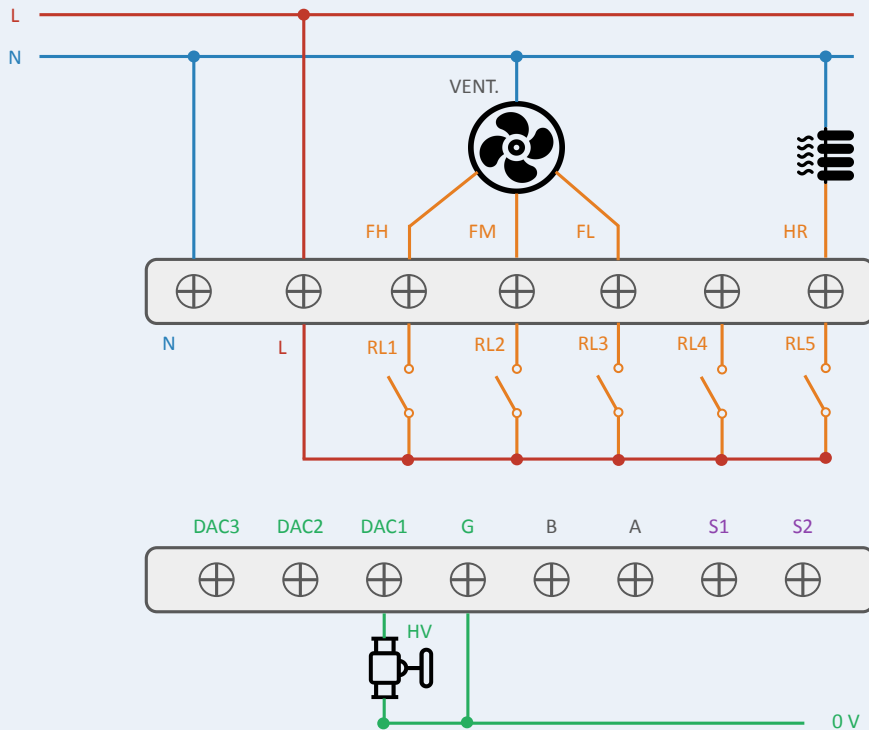 L
N
VENT.
FH FM FL HR
N L RL1 RL2 RL3 RL4 RL5
DAC3 DAC2 DAC1 G B A S1 S2
HV
0 V